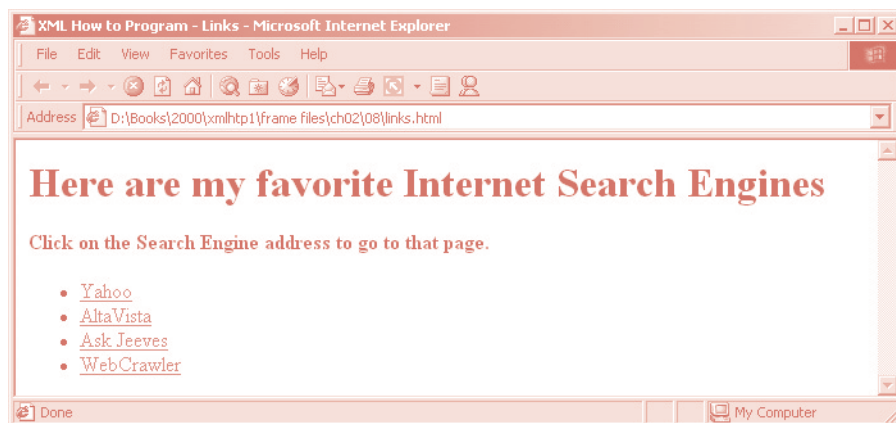 XML How to Program - Links - Microsoft Internet Explorer
File Edit View Favorites Tools Help
Address D:\Books\2000\xmlhtp1\frame files\ch02\08\links.html
Here are my favorite Internet Search Engines
Click on the Search Engine address to go to that page.
• Yahoo
• AltaVista
• Ask Jeeves
• WebCrawler
Done My Computer